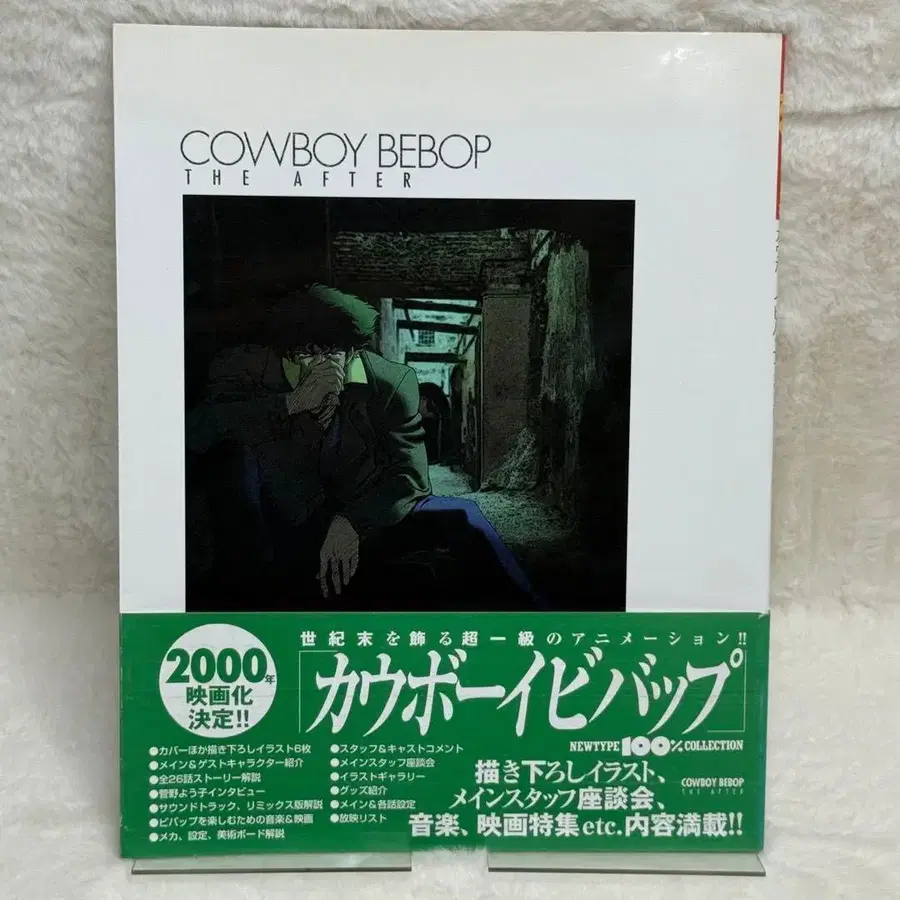 COWBOY BEBOP
THE AFTER
世紀末を飾る超一級のアニメーション!!
「カウボーイビバップ」
NEWTYPE 100% COLLECTION
2000年
映画化
決定!!
●カバーほか描き下ろしイラスト6枚
●メイン&ゲストキャラクター紹介
●全26話ストーリー解説
●菅野よう子インタビュー
●サウンドトラック、リミックス版解説
●ビバップを楽しむための音楽&映画
●メカ、設定、美術ボード解説
●スタッフ&キャストコメント
●メインスタッフ座談会
●イラストギャラリー
●グッズ紹介
●メイン&各話設定
●放映リスト
描き下ろしイラスト、
メインスタッフ座談会、
音楽、映画特集etc.内容満載!!
COWBOY BEBOP
THE AFTER